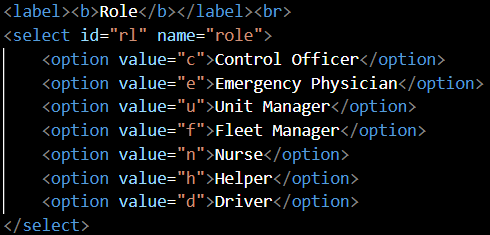 <label><b>Role</b></label><br>
<select id="rl" name="role">
    <option value="c">Control Officer</option>
    <option value="e">Emergency Physician</option>
    <option value="u">Unit Manager</option>
    <option value="f">Fleet Manager</option>
    <option value="n">Nurse</option>
    <option value="h">Helper</option>
    <option value="d">Driver</option>
</select>